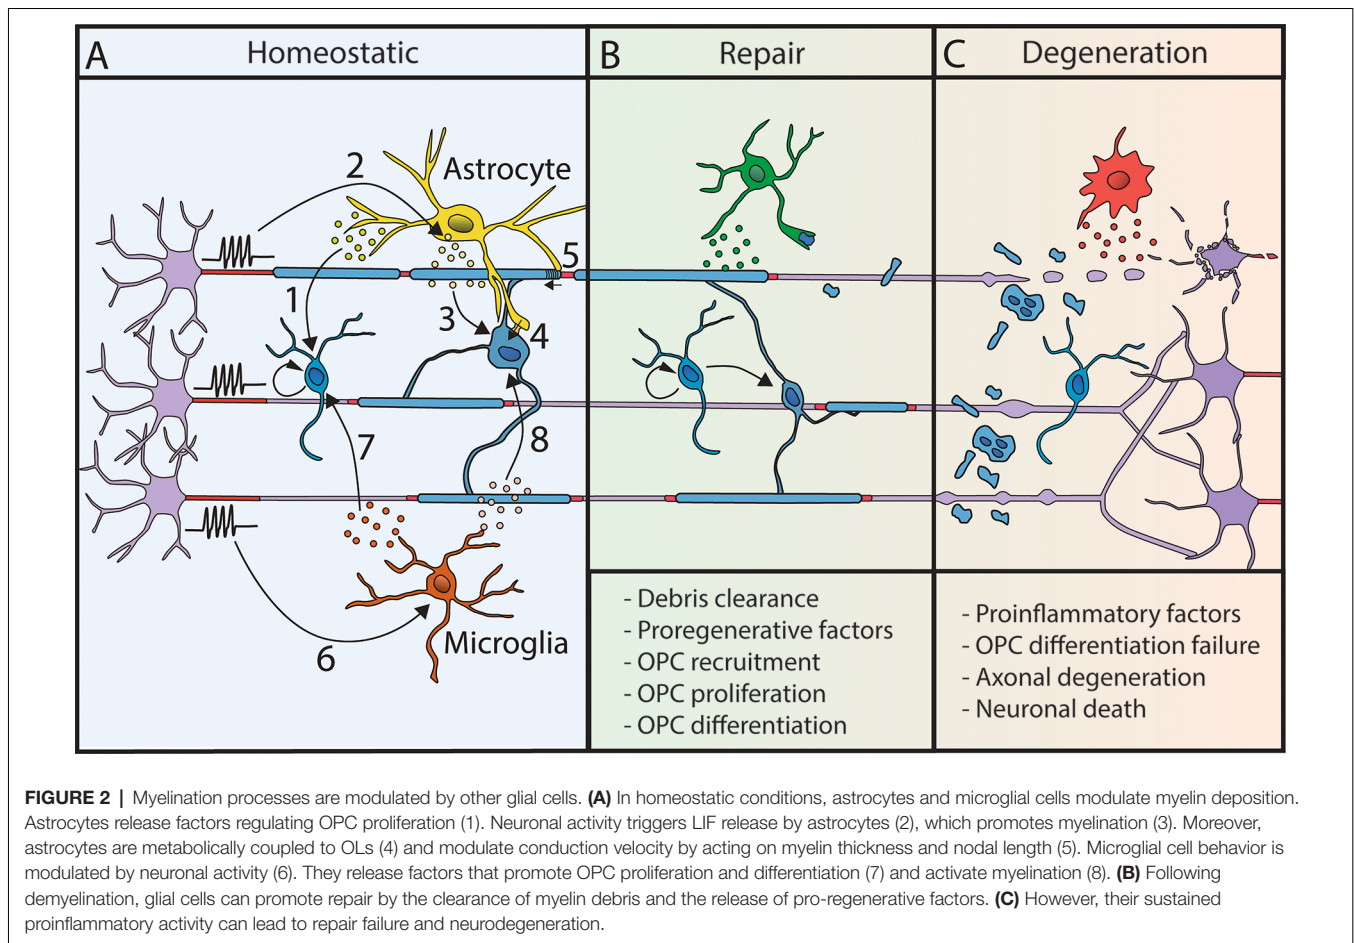 A Homeostatic
B Repair
C Degeneration
2
Astrocyte
5
1
3
4
7
8
6
Microglia
- Debris clearance
- Proregenerative factors
- OPC recruitment
- OPC proliferation
- OPC differentiation
- Proinflammatory factors
- OPC differentiation failure
- Axonal degeneration
- Neuronal death
FIGURE 2 | Myelination processes are modulated by other glial cells. (A) In homeostatic conditions, astrocytes and microglial cells modulate myelin deposition.
Astrocytes release factors regulating OPC proliferation (1). Neuronal activity triggers LIF release by astrocytes (2), which promotes myelination (3). Moreover,
astrocytes are metabolically coupled to OLs (4) and modulate conduction velocity by acting on myelin thickness and nodal length (5). Microglial cell behavior is
modulated by neuronal activity (6). They release factors that promote OPC proliferation and differentiation (7) and activate myelination (8). (B) Following
demyelination, glial cells can promote repair by the clearance of myelin debris and the release of pro-regenerative factors. (C) However, their sustained
proinflammatory activity can lead to repair failure and neurodegeneration.